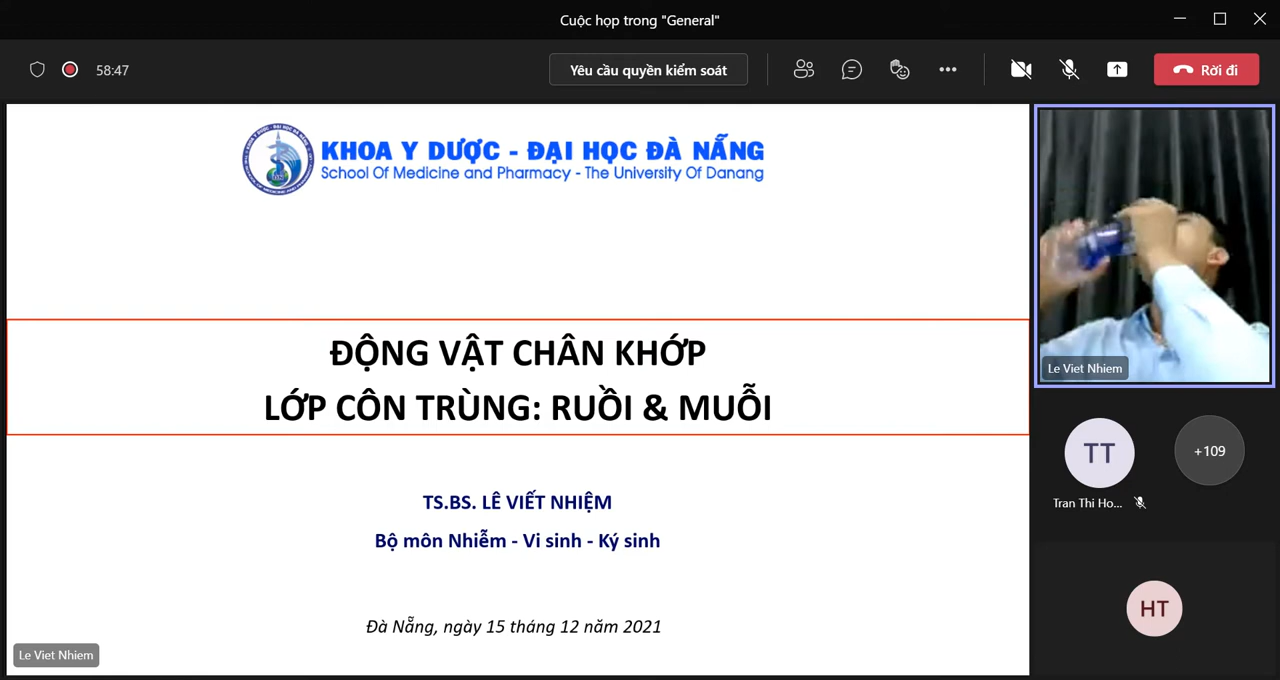 Cuộc họp trong "General"
58:47
Yêu cầu quyền kiểm soát
Rời đi
KHOA Y DƯỢC - ĐẠI HỌC ĐÀ NẴNG
School Of Medicine and Pharmacy - The University Of Danang
ĐỘNG VẬT CHÂN KHỚP
LỚP CÔN TRÙNG: RUỒI & MUỖI
TS.BS. LÊ VIẾT NHIỆM
Bộ môn Nhiễm - Vi sinh - Ký sinh
Đà Nẵng, ngày 15 tháng 12 năm 2021
Le Viet Nhiem
Le Viet Nhiem
TT
+109
Tran Thi Ho...
HT